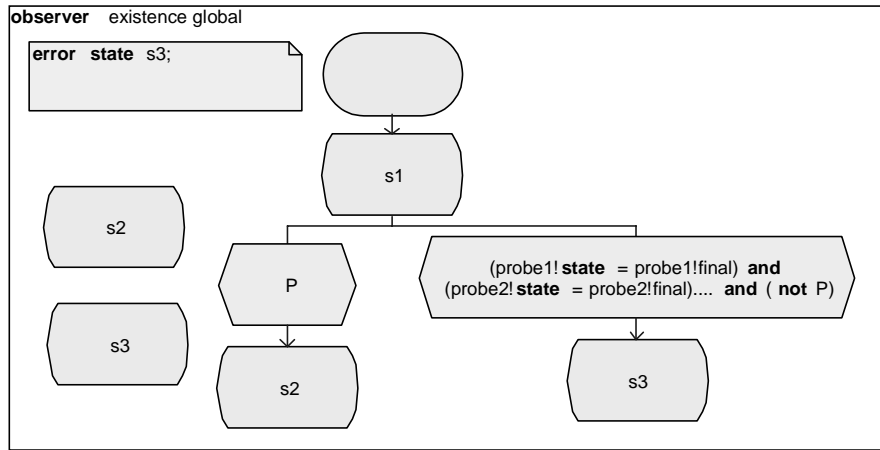 observer existence global
error state s3;
s1
s2
P
(probe1!state = probe1!final) and
(probe2!state = probe2!final).... and ( not P)
s3
s2
s3